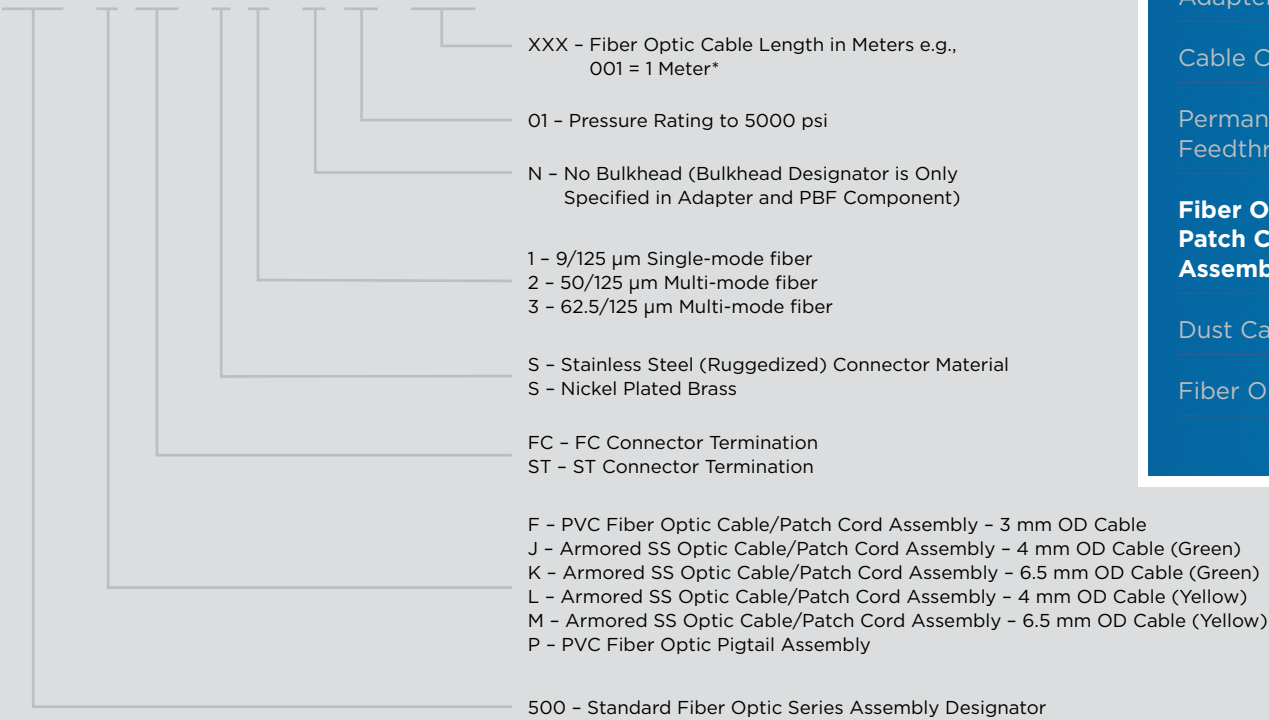 XXX – Fiber Optic Cable Length in Meters e.g.,
001 = 1 Meter*
01 – Pressure Rating to 5000 psi
N – No Bulkhead (Bulkhead Designator is Only
Specified in Adapter and PBF Component)
1 – 9/125 µm Single-mode fiber
2 – 50/125 µm Multi-mode fiber
3 – 62.5/125 µm Multi-mode fiber
S – Stainless Steel (Ruggedized) Connector Material
S – Nickel Plated Brass
FC – FC Connector Termination
ST – ST Connector Termination
F – PVC Fiber Optic Cable/Patch Cord Assembly – 3 mm OD Cable
J – Armored SS Optic Cable/Patch Cord Assembly – 4 mm OD Cable (Green)
K – Armored SS Optic Cable/Patch Cord Assembly – 6.5 mm OD Cable (Green)
L – Armored SS Optic Cable/Patch Cord Assembly – 4 mm OD Cable (Yellow)
M – Armored SS Optic Cable/Patch Cord Assembly – 6.5 mm OD Cable (Yellow)
P – PVC Fiber Optic Pigtail Assembly
500 – Standard Fiber Optic Series Assembly Designator
Cable
Fiber
Patch
Dust
Fiber